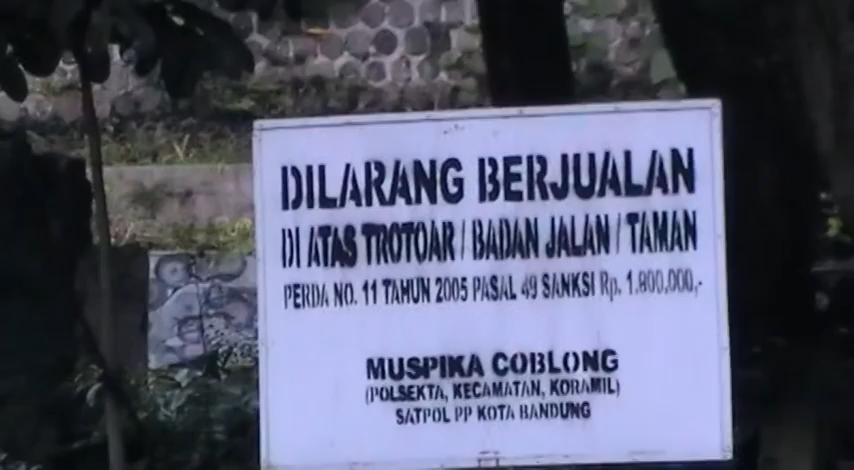 DILARANG BERJUALAN
DI ATAS TROTOAR / BADAN JALAN / TAMAN
PERDA NO. 11 TAHUN 2005 PASAL 49 SANKSI Rp. 1.800.000,-
MUSPIKA COBLONG
(POLSEKTA, KECAMATAN, KORAMIL)
SATPOL PP KOTA BANDUNG